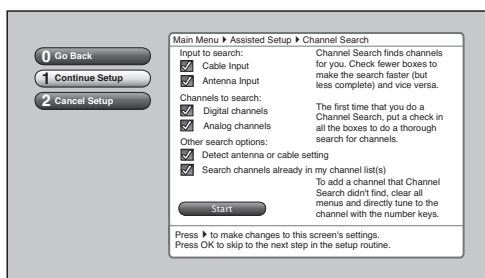 0 Go Back
1 Continue Setup
2 Cancel Setup
Main Menu ▶ Assisted Setup ▶ Channel Search
Input to search:
Cable Input
Antenna Input
Channels to search:
Digital channels
Analog channels
Other search options:
Detect antenna or cable setting
Search channels already in my channel list(s)
Start
Channel Search finds channels
for you. Check fewer boxes to
make the search faster (but
less complete) and vice versa.
The first time that you do a
Channel Search, put a check in
all the boxes to do a thorough
search for channels.
To add a channel that Channel
Search didn't find, clear all
menus and directly tune to the
channel with the number keys.
Press ▶ to make changes to this screen's settings.
Press OK to skip to the next step in the setup routine.